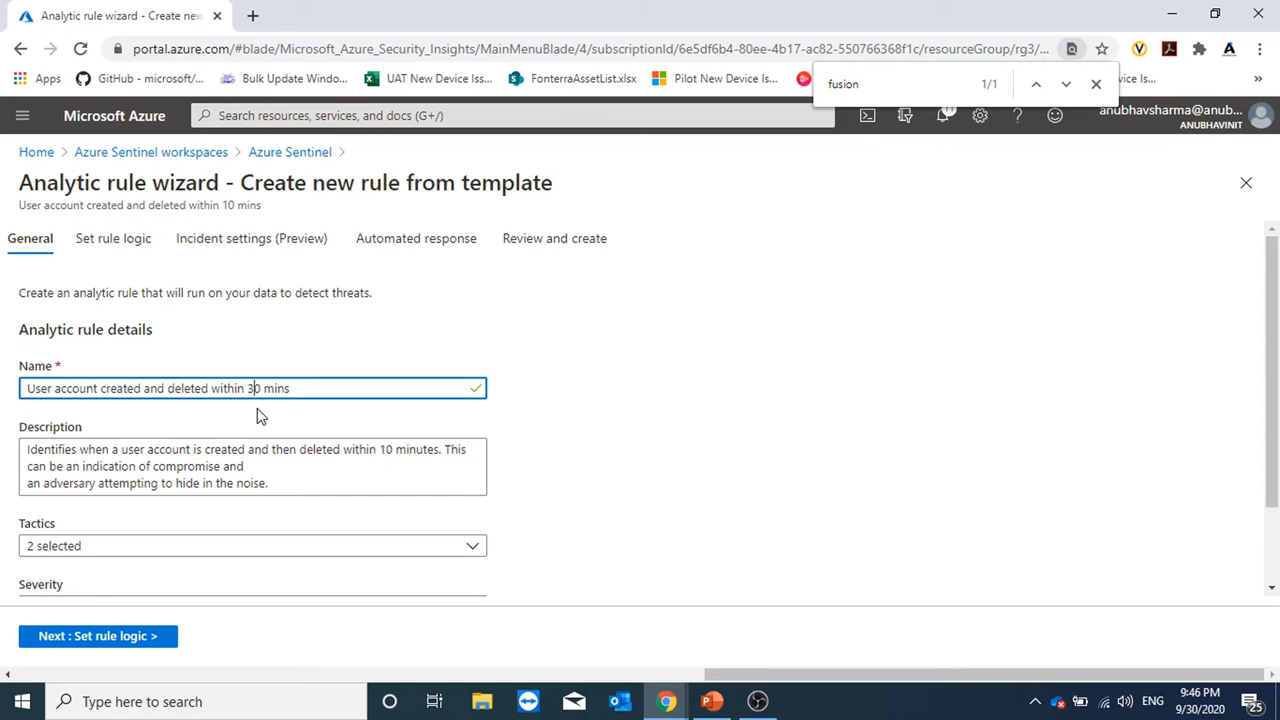 Analytic rule wizard - Create new
portal.azure.com/#blade/Microsoft_Azure_Security_Insights/MainMenuBlade/4/subscriptionId/6e5df6b4-80ee-4b17-ac82-550766368f1c/resourceGroup/rg3/...
Apps GitHub - microsoft/... Bulk Update Windo... UAT New Device Iss... FonterraAssetList.xlsx Pilot New Device Is... ce Iss... »
fusion 1/1
Microsoft Azure
Search resources, services, and docs (G+/)
anubhavsharma@anub...
ANUBHAVINIT
Home > Azure Sentinel workspaces > Azure Sentinel >
Analytic rule wizard - Create new rule from template
User account created and deleted within 10 mins
General Set rule logic Incident settings (Preview) Automated response Review and create
Create an analytic rule that will run on your data to detect threats.
Analytic rule details
Name *
User account created and deleted within 30 mins
Description
Identifies when a user account is created and then deleted within 10 minutes. This
can be an indication of compromise and
an adversary attempting to hide in the noise.
Tactics
2 selected
Severity
Next : Set rule logic >
Type here to search
ENG
9:46 PM
9/30/2020
25